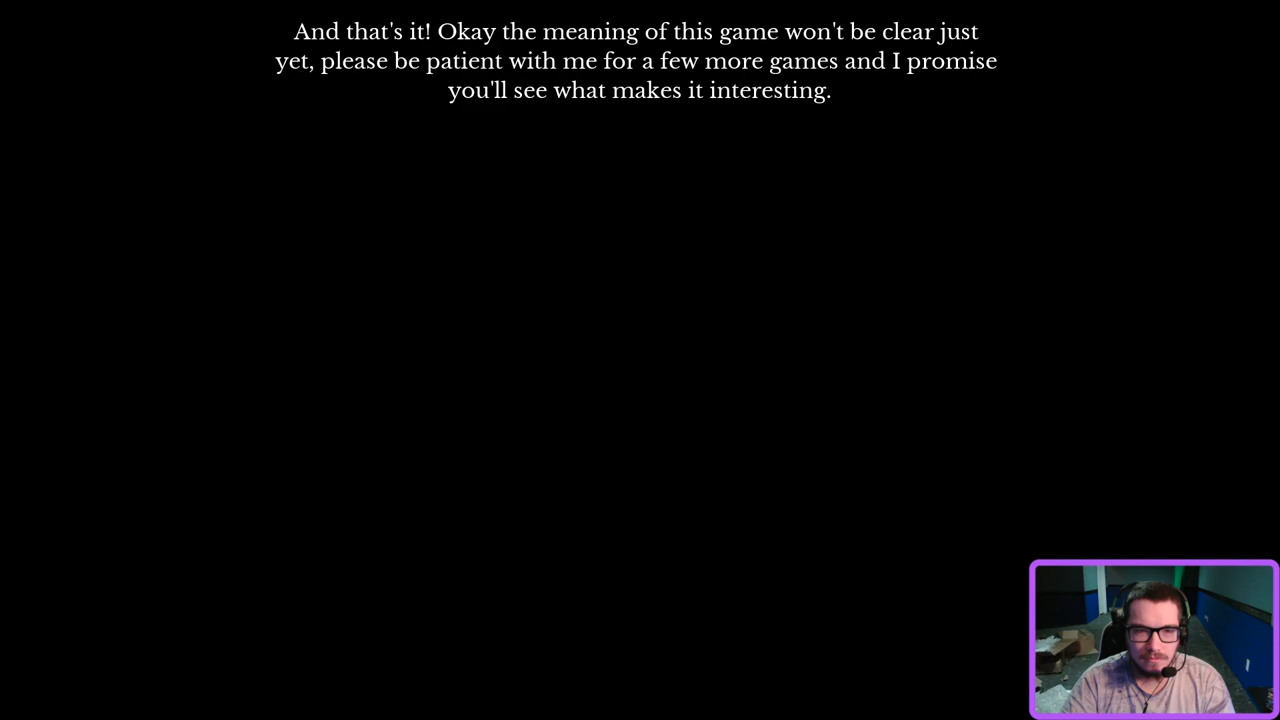 And that's it! Okay the meaning of this game won't be clear just
yet, please be patient with me for a few more games and I promise
you'll see what makes it interesting.